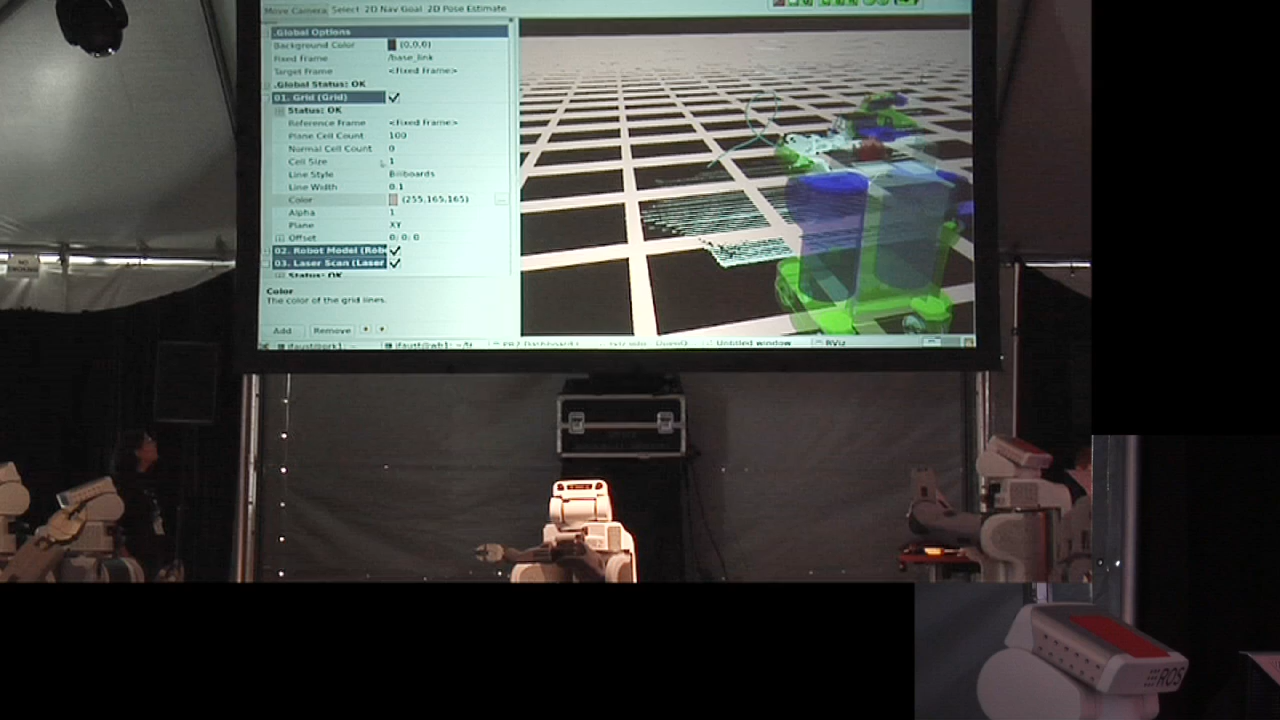 Move Camera Select 2D Nav Goal 2D Pose Estimate
.Global Options
Background Color (0,0,0)
Fixed Frame /base_link
Target Frame <Fixed Frame>
.Global Status: OK
01. Grid (Grid)
Status: OK
Reference Frame <Fixed Frame>
Plane Cell Count 100
Normal Cell Count 0
Cell Size 1
Line Style Billboards
Line Width 0.1
Color (255,165,165) ...
Alpha 1
Plane XY
Offset 0; 0; 0
02. Robot Model (Rob
03. Laser Scan (Laser
Status: OK
Color
The color of the grid lines.
Add Remove
Untitled window RViz
NO SMOKING
ROS